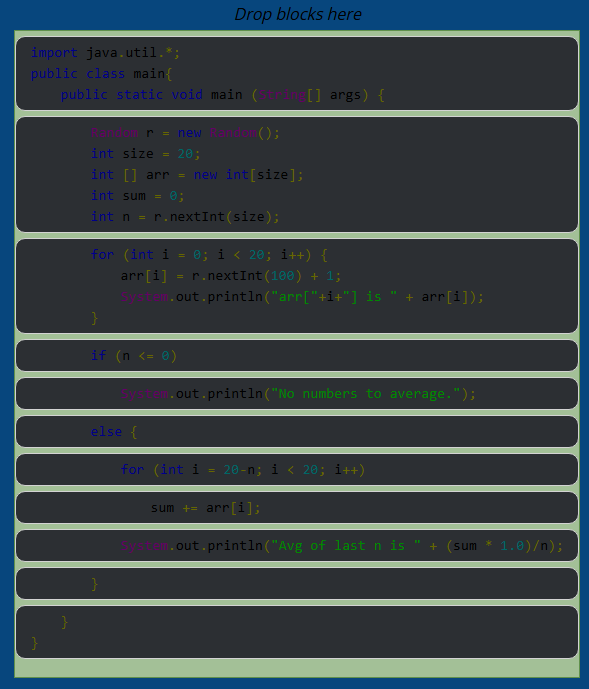 Drop blocks here
import java.util.*;
public class main{
public static void main (String[] args) {
Random r = new Random();
int size = 20;
int [] arr = new int[size];
int sum = 0;
int n = r.nextInt(size);
for (int i = 0; i < 20; i++) {
arr[i] = r.nextInt(100) + 1;
System.out.println("arr["+i+"] is " + arr[i]);
}
if (n <= 0)
System.out.println("No numbers to average.");
else {
for (int i = 20-n; i < 20; i++)
sum += arr[i];
System.out.println("Avg of last n is " + (sum * 1.0)/n);
}
}
}